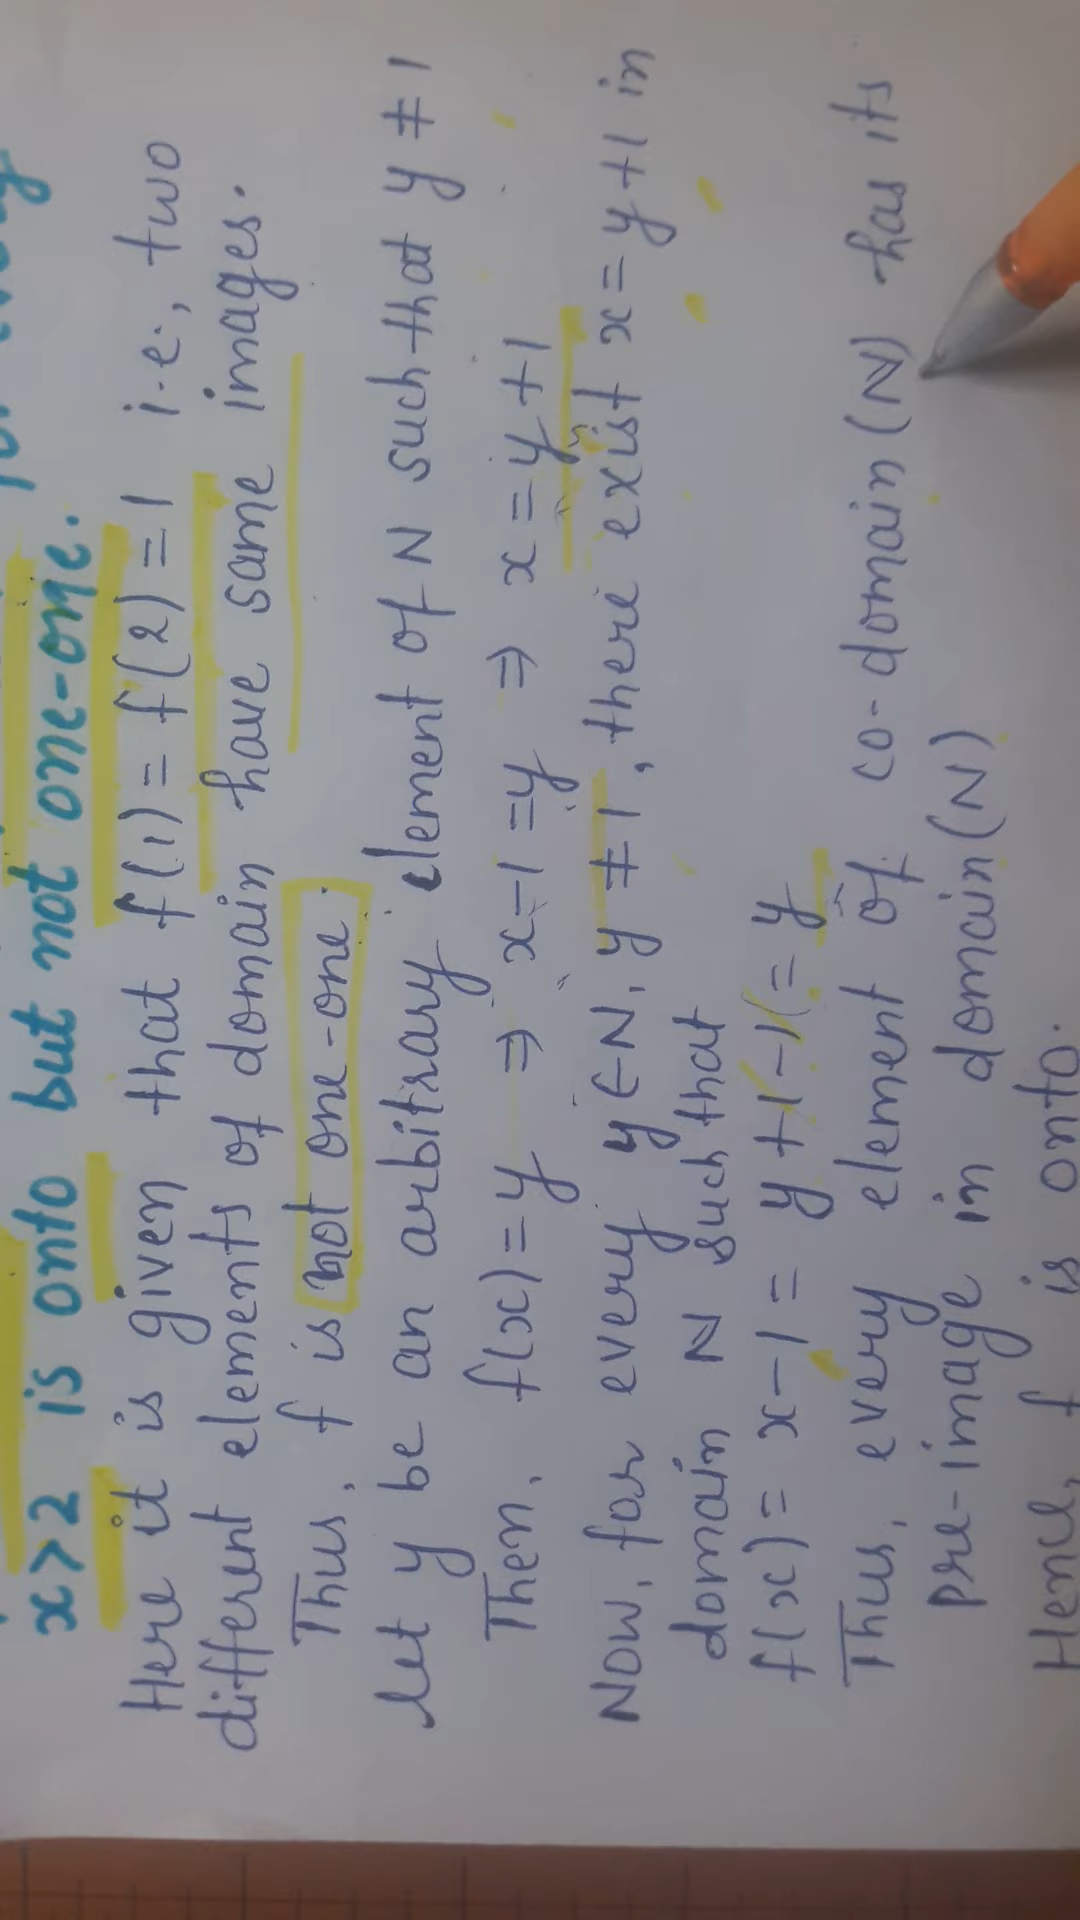 x>2 is onto but not one-one.
Here it is given that f(1) = f(2) = 1 i.e., two
different elements of domain have same images.
Thus, f is not one-one.
Let y be an arbitrary element of N such that y ≠ 1
Then, f(x) = y ⇒ x-1 = y ⇒ x = y+1
Now, for every y ∈ N, y ≠ 1, there exist x = y+1 in
domain N such that
f(x) = x-1 = y+1-1 = y
Thus, every element of co-domain (N) has its
pre-image in domain (N)
Hence, f is onto.